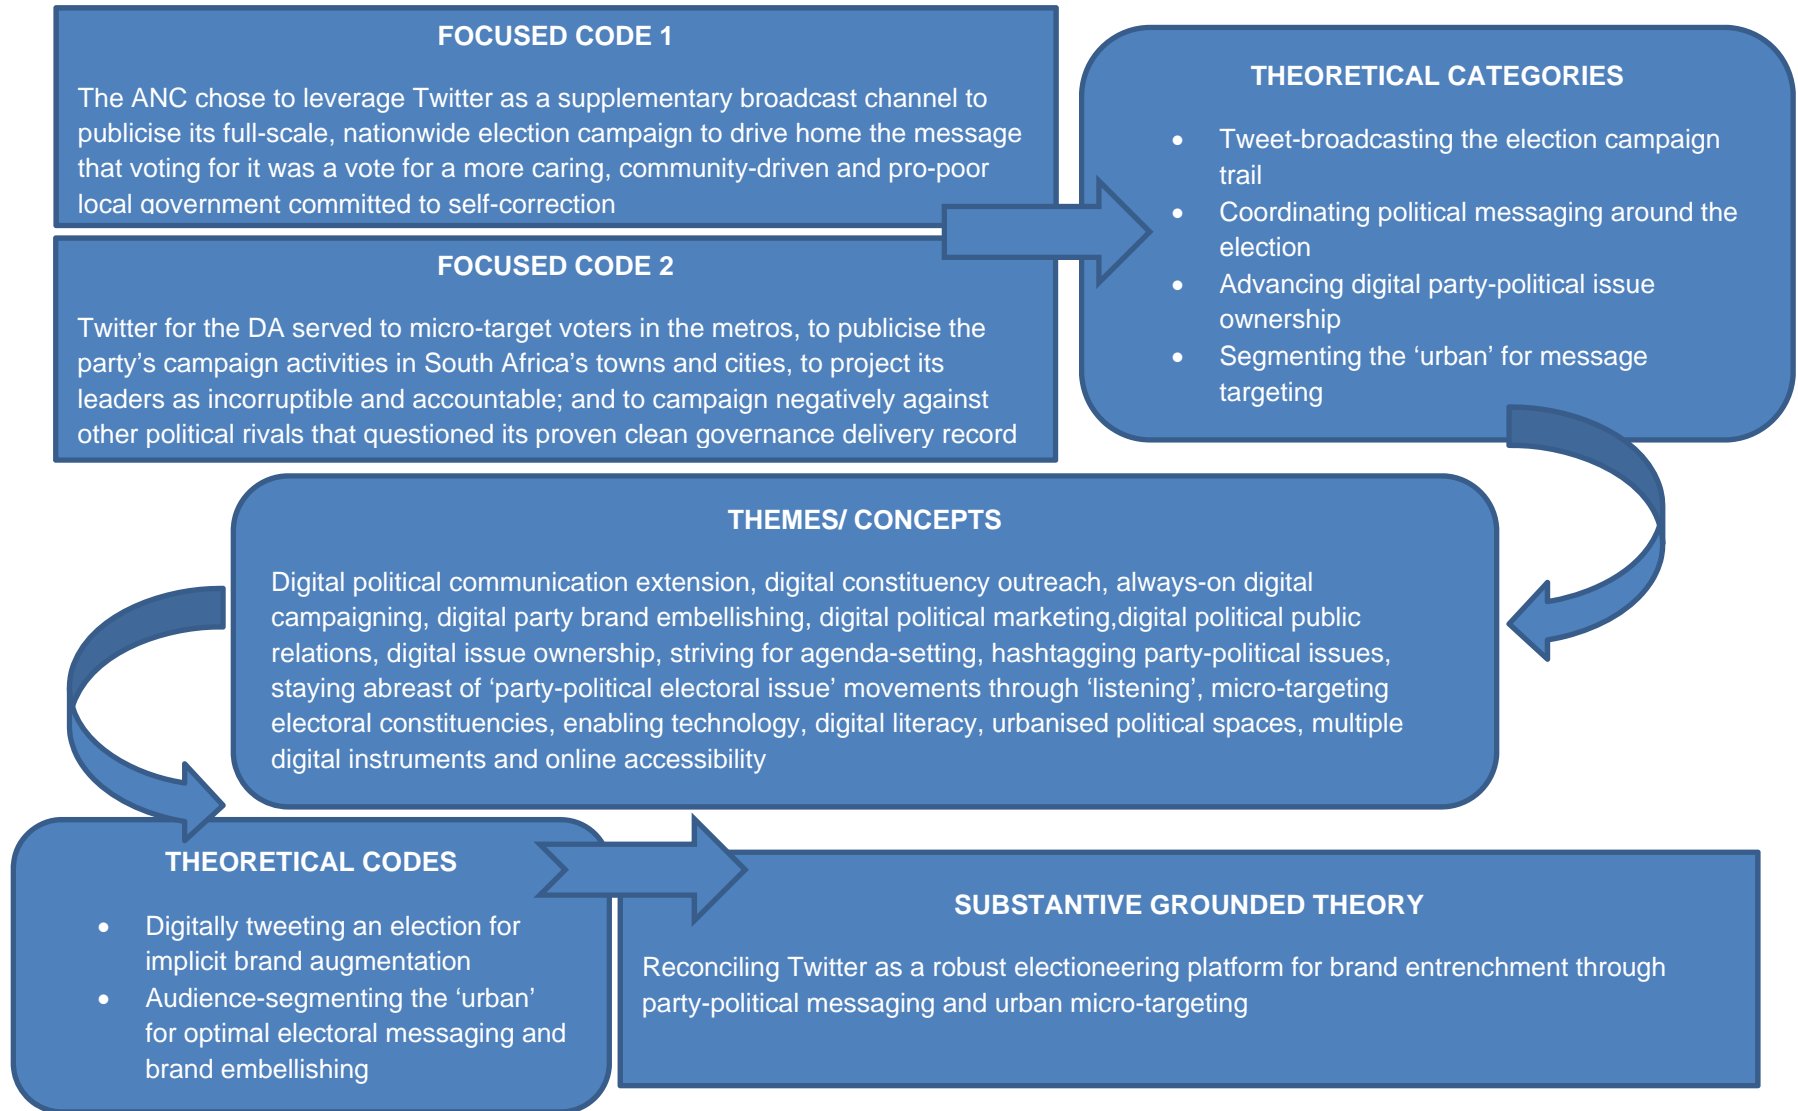 FOCUSED CODE 1
The ANC chose to leverage Twitter as a supplementary broadcast channel to
publicise its full-scale, nationwide election campaign to drive home the message
that voting for it was a vote for a more caring, community-driven and pro-poor
local government committed to self-correction
FOCUSED CODE 2
Twitter for the DA served to micro-target voters in the metros, to publicise the
party’s campaign activities in South Africa’s towns and cities, to project its
leaders as incorruptible and accountable; and to campaign negatively against
other political rivals that questioned its proven clean governance delivery record
THEORETICAL CATEGORIES
• Tweet-broadcasting the election campaign
trail
• Coordinating political messaging around the
election
• Advancing digital party-political issue
ownership
• Segmenting the ‘urban’ for message
targeting
THEMES/ CONCEPTS
Digital political communication extension, digital constituency outreach, always-on digital
campaigning, digital party brand embellishing, digital political marketing,digital political public
relations, digital issue ownership, striving for agenda-setting, hashtagging party-political issues,
staying abreast of ‘party-political electoral issue’ movements through ‘listening’, micro-targeting
electoral constituencies, enabling technology, digital literacy, urbanised political spaces, multiple
digital instruments and online accessibility
THEORETICAL CODES
• Digitally tweeting an election for
implicit brand augmentation
• Audience-segmenting the ‘urban’
for optimal electoral messaging and
brand embellishing
SUBSTANTIVE GROUNDED THEORY
Reconciling Twitter as a robust electioneering platform for brand entrenchment through
party-political messaging and urban micro-targeting